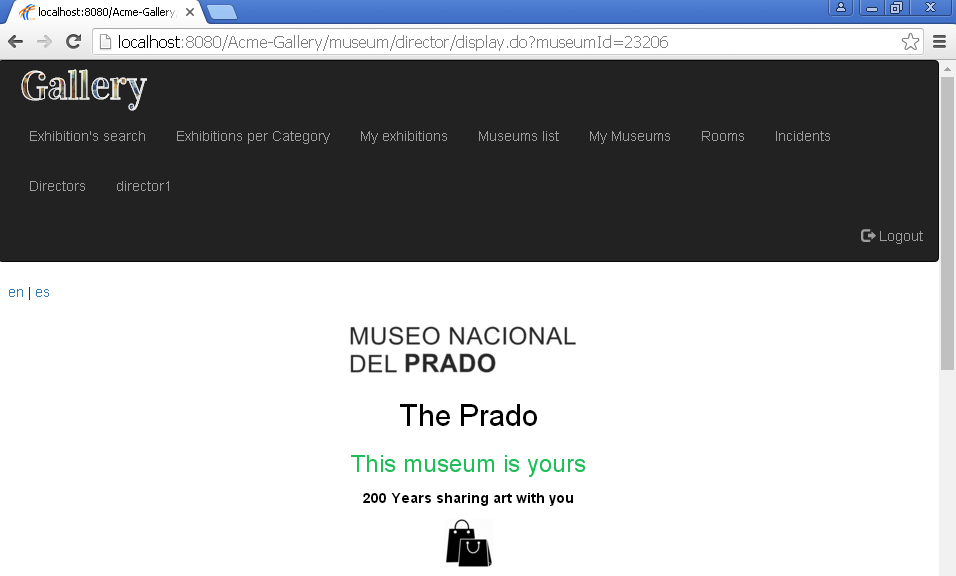 localhost:8080/Acme-Gallery
localhost:8080/Acme-Gallery/museum/director/display.do?museumId=23206
Gallery
Exhibition's search Exhibitions per Category My exhibitions Museums list My Museums Rooms Incidents
Directors director1
Logout
en | es
MUSEO NACIONAL
DEL PRADO
The Prado
This museum is yours
200 Years sharing art with you